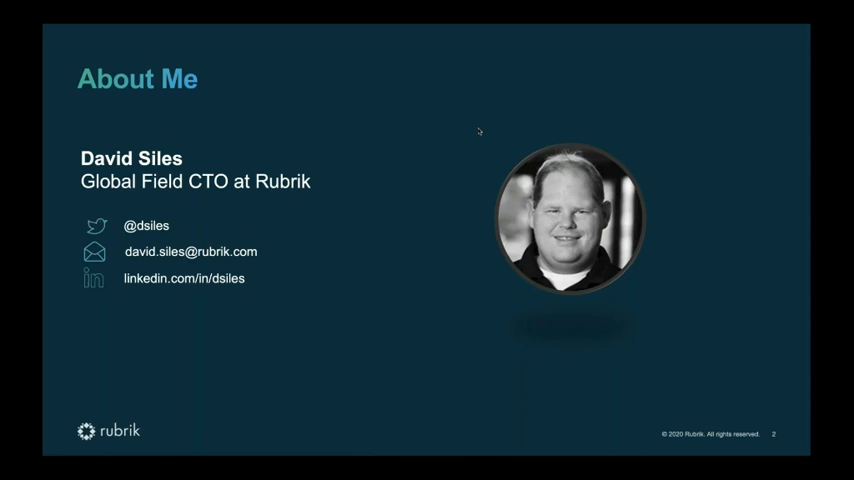 About Me
David Siles
Global Field CTO at Rubrik
@dsiles
david.siles@rubrik.com
in linkedin.com/in/dsiles
rubrik
© 2020 Rubrik. All rights reserved. 2